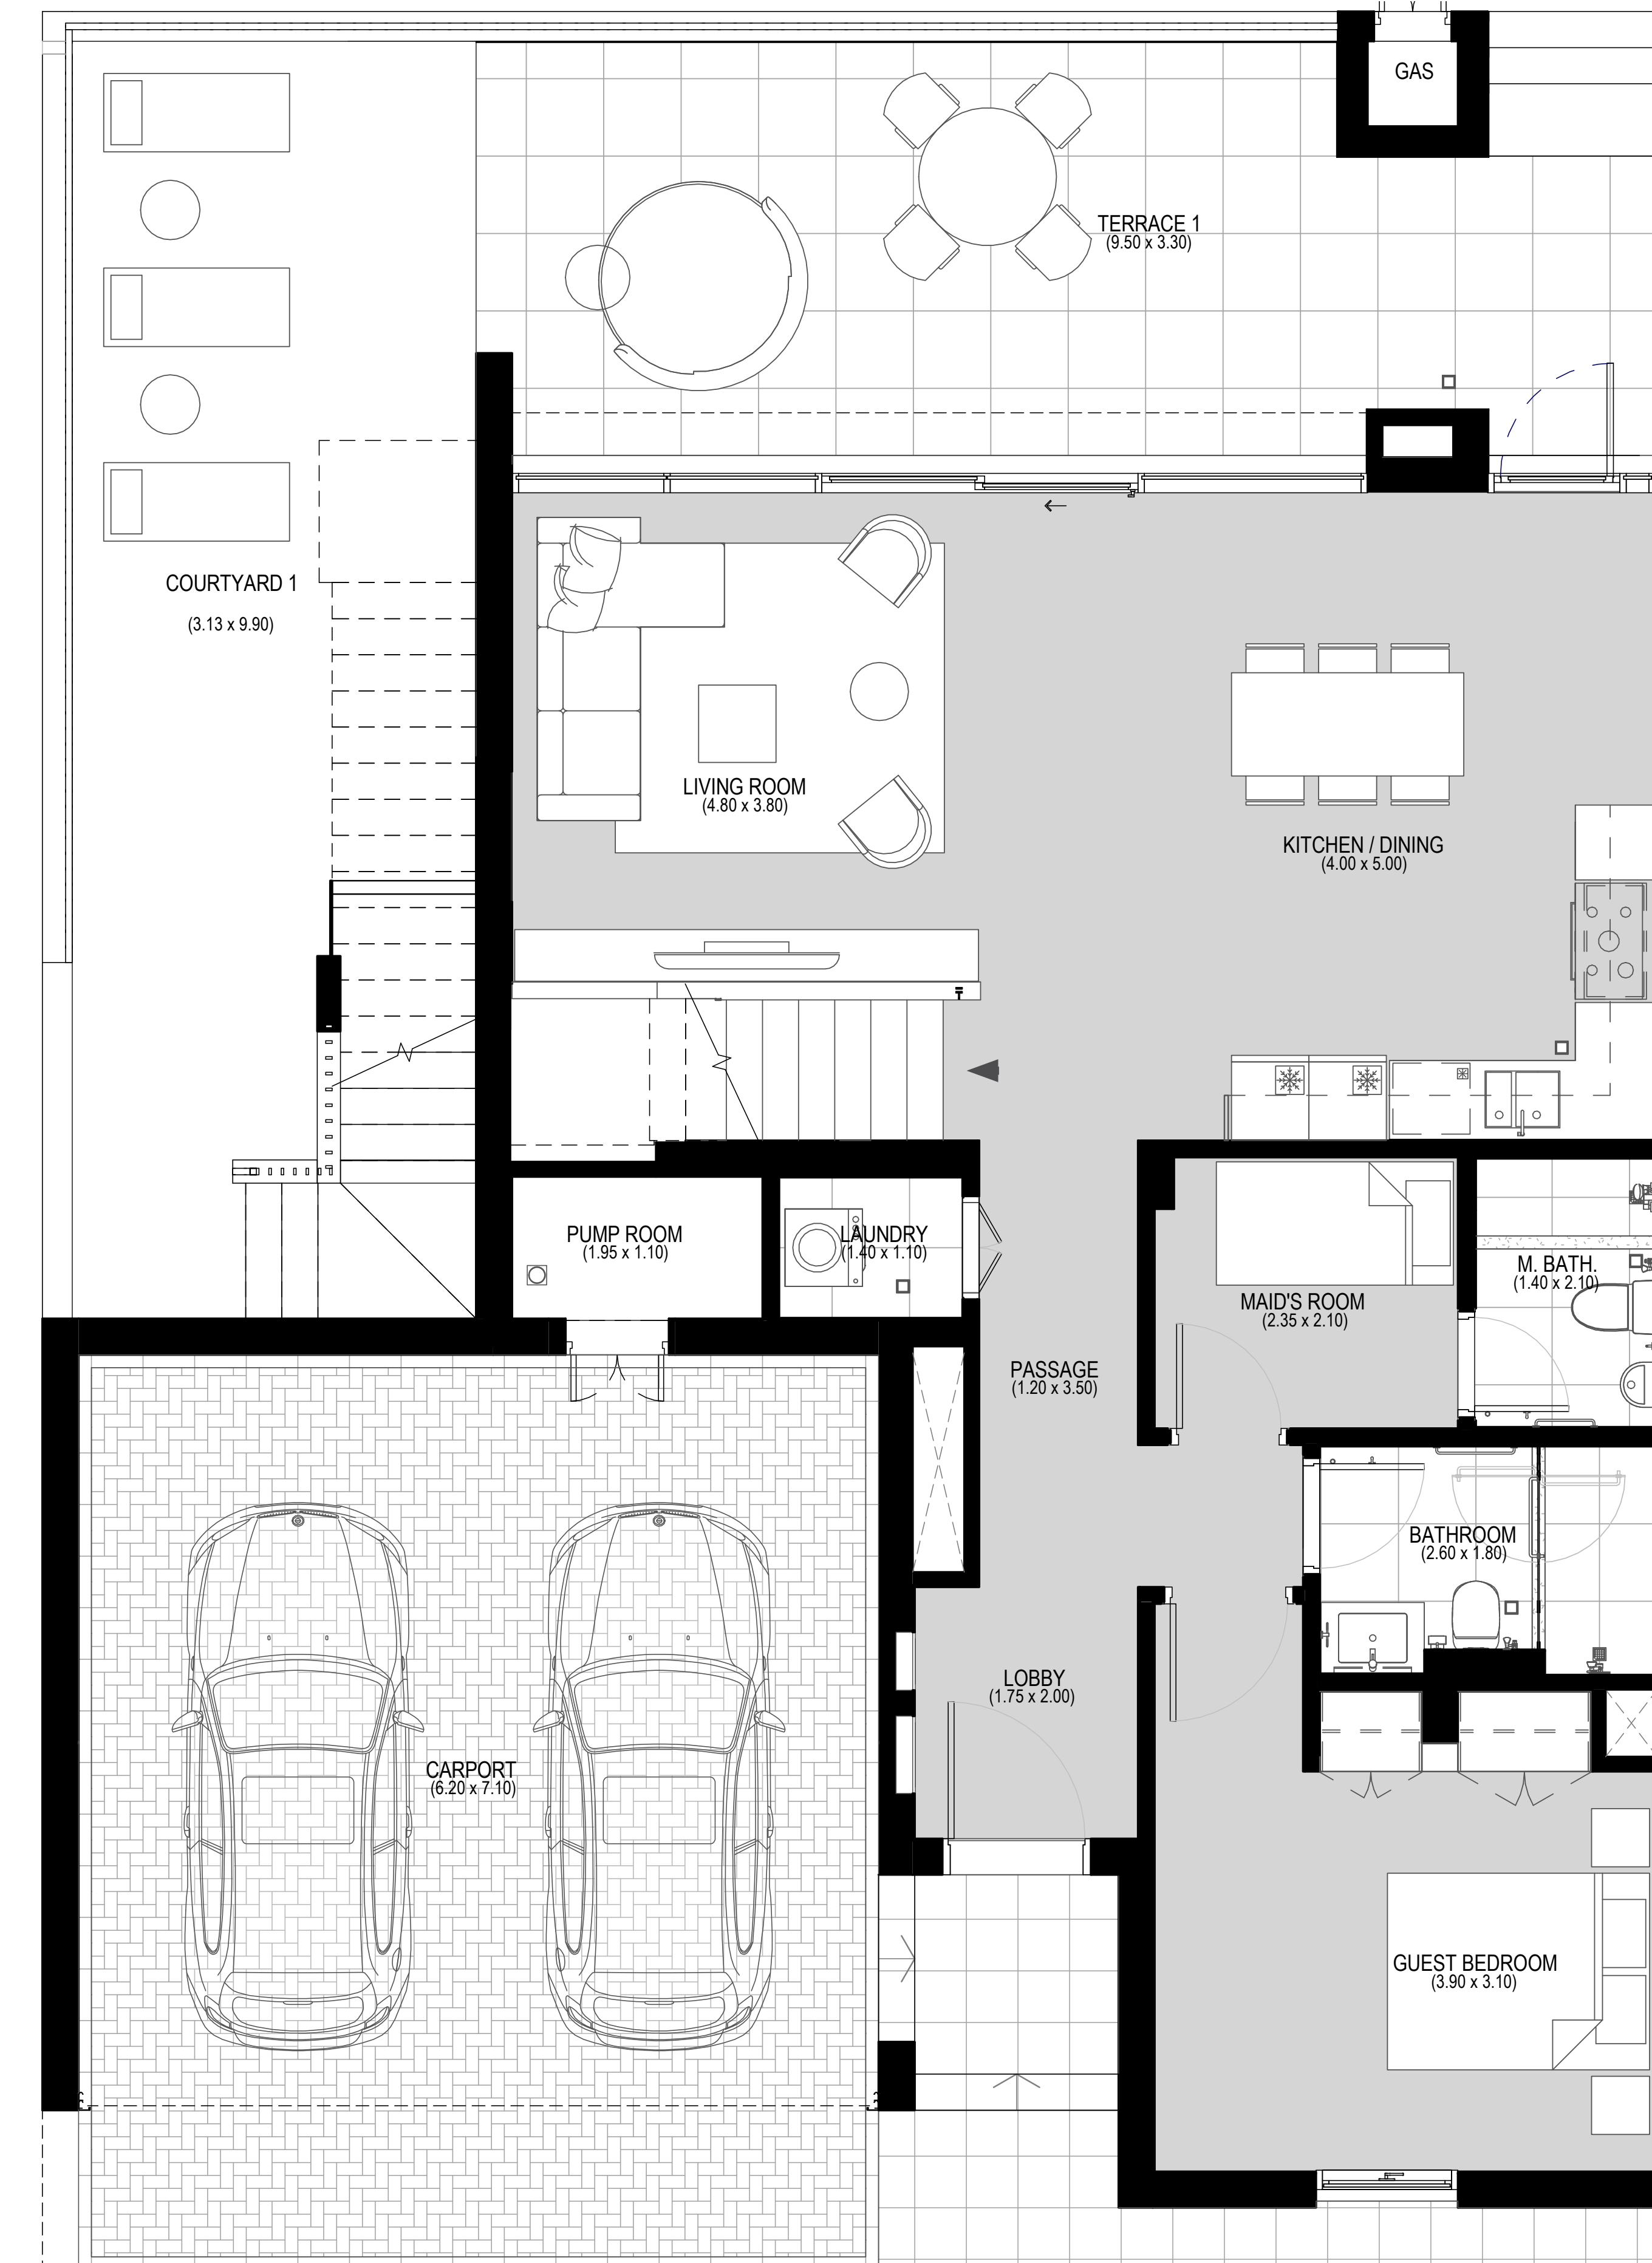 GAS
TERRACE 1
(9.50 x 3.30)
COURTYARD 1
(3.13 x 9.90)
LIVING ROOM
(4.80 x 3.80)
KITCHEN / DINING
(4.00 x 5.00)
PUMP ROOM
(1.95 x 1.10)
LAUNDRY
(1.40 x 1.10)
M. BATH.
(1.40 x 2.10)
MAID'S ROOM
(2.35 x 2.10)
PASSAGE
(1.20 x 3.50)
BATHROOM
(2.60 x 1.80)
LOBBY
(1.75 x 2.00)
CARPORT
(6.20 x 7.10)
GUEST BEDROOM
(3.90 x 3.10)